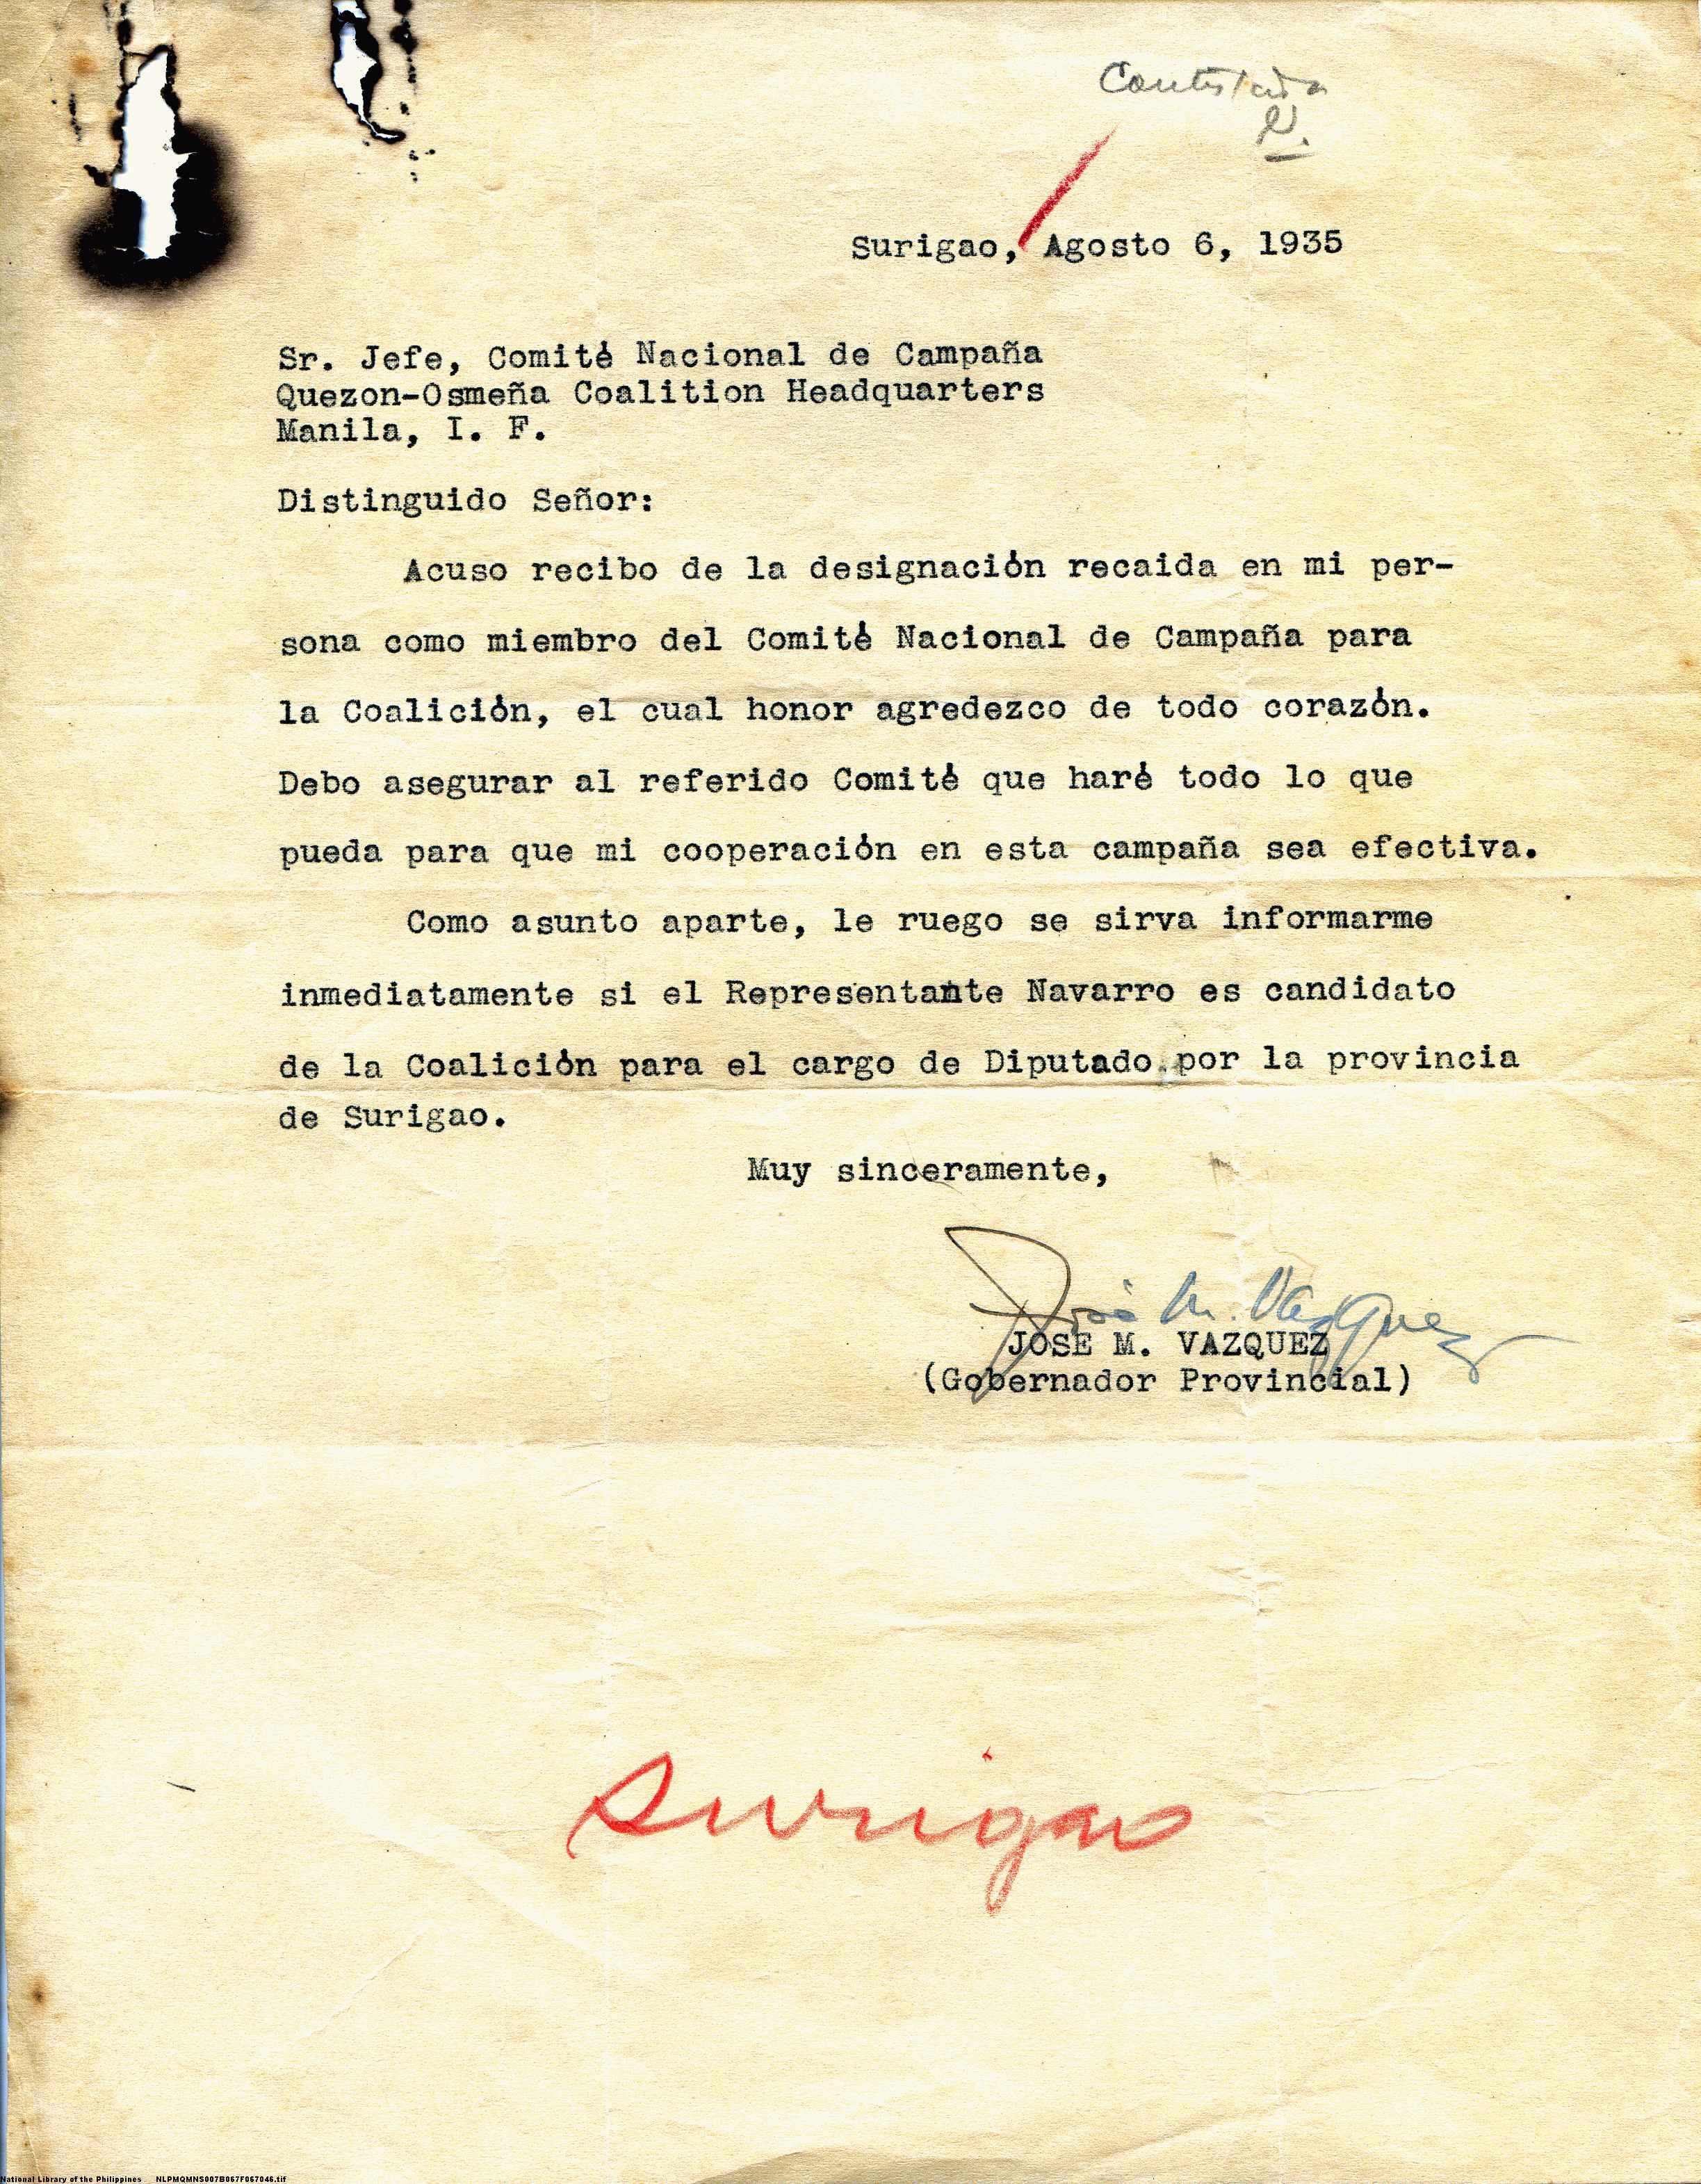 Contestada
Surigao, Agosto 6, 1935
Sr. Jefe, Comité Nacional de Campaña
Quezon-Osmeña Coalition Headquarters
Manila, I. F.
Distinguido Señor:
Acuso recibo de la designación recaida en mi per-
sona como miembro del Comité Nacional de Campaña para
la Coalición, el cual honor agredezco de todo corazón.
Debo asegurar al referido Comité que haré todo lo que
pueda para que mi cooperación en esta campaña sea efectiva.
Como asunto aparte, le ruego se sirva informarme
inmediatamente si el Representante Navarro es candidato
de la Coalición para el cargo de Diputado por la provincia
de Surigao.
Muy sinceramente,
José M. Vazquez
JOSE M. VAZQUEZ
(Gobernador Provincial)
Surigao
National Library of the Philippines NLPMQMNS007B067F067046.tif